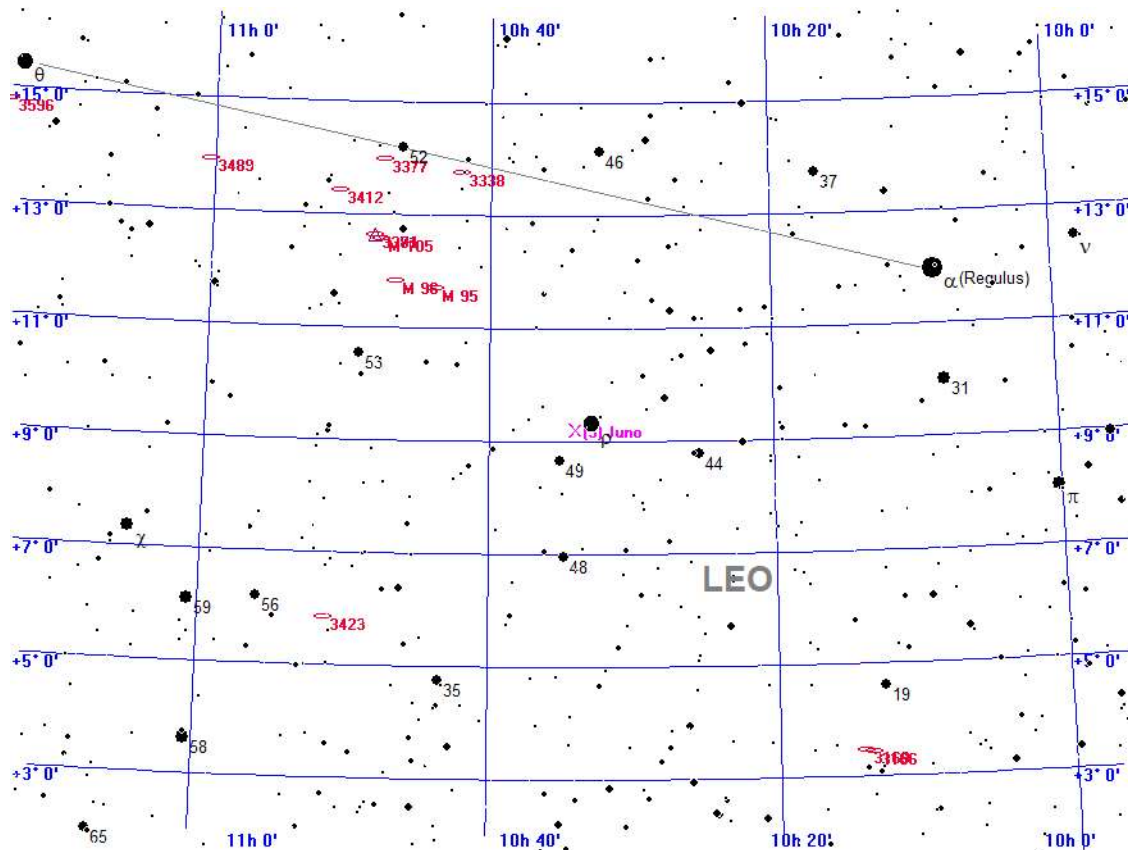 11h 0' 10h 40' 10h 20' 10h 0'
θ
+15° 0' +15° 0'
3596
52
46
3489 3377
3338
37
3412
+13° 0' +13° 0'
M 105
ν
α (Regulus)
M 96 M 95
+11° 0' +11° 0'
53
31
+9° 0' (3) Juno ρ +9° 0'
49 44
π
χ
+7° 0' +7° 0'
48
LEO
59 56
3423
+5° 0' +5° 0'
35 19
58
3166
+3° 0' +3° 0'
65
11h 0' 10h 40' 10h 20' 10h 0'